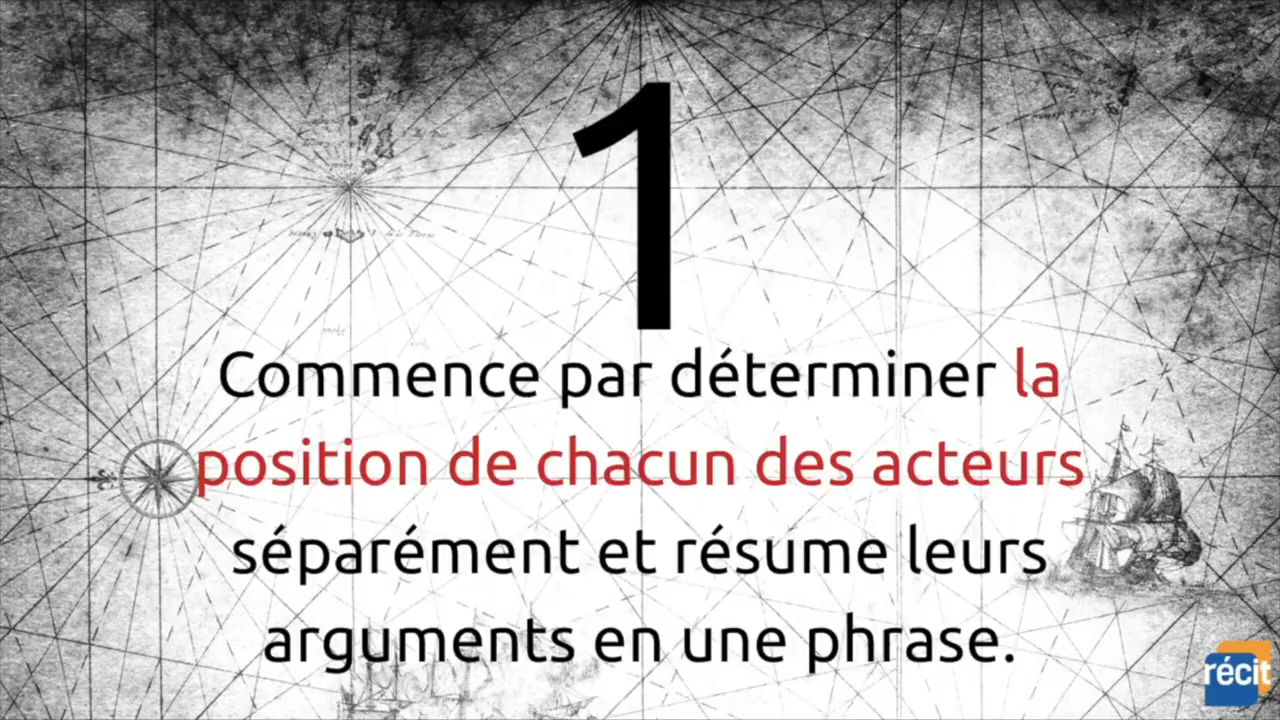 1
Commence par déterminer la
position de chacun des acteurs
séparément et résume leurs
arguments en une phrase.
récit